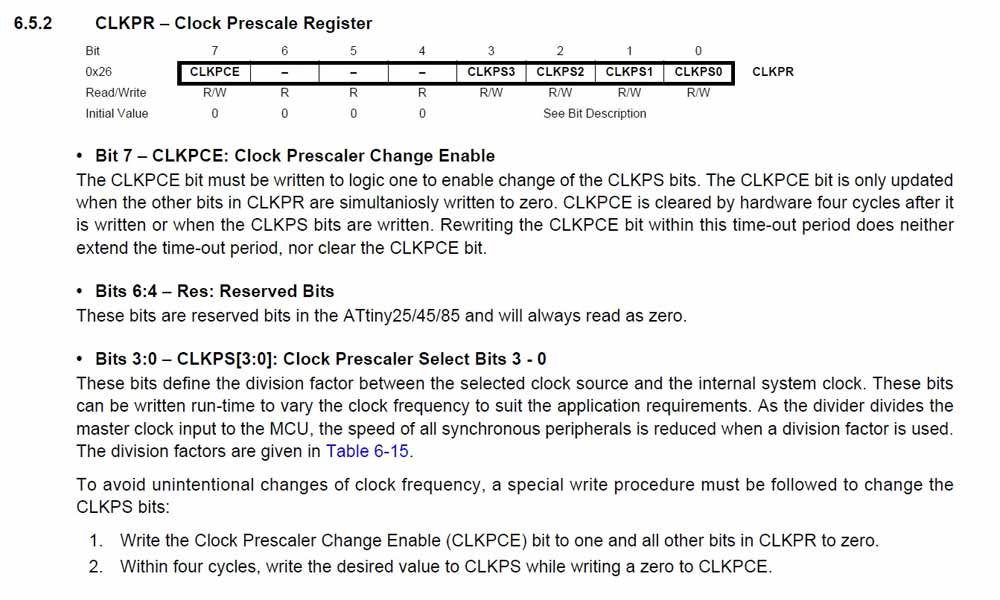 6.5.2 CLKPR – Clock Prescale Register
Bit 7 6 5 4 3 2 1 0
0x26 CLKPCE – – – CLKPS3 CLKPS2 CLKPS1 CLKPS0 CLKPR
Read/Write R/W R R R R/W R/W R/W R/W
Initial Value 0 0 0 0 See Bit Description
• Bit 7 – CLKPCE: Clock Prescaler Change Enable
The CLKPCE bit must be written to logic one to enable change of the CLKPS bits. The CLKPCE bit is only updated
when the other bits in CLKPR are simultaniosly written to zero. CLKPCE is cleared by hardware four cycles after it
is written or when the CLKPS bits are written. Rewriting the CLKPCE bit within this time-out period does neither
extend the time-out period, nor clear the CLKPCE bit.
• Bits 6:4 – Res: Reserved Bits
These bits are reserved bits in the ATtiny25/45/85 and will always read as zero.
• Bits 3:0 – CLKPS[3:0]: Clock Prescaler Select Bits 3 - 0
These bits define the division factor between the selected clock source and the internal system clock. These bits
can be written run-time to vary the clock frequency to suit the application requirements. As the divider divides the
master clock input to the MCU, the speed of all synchronous peripherals is reduced when a division factor is used.
The division factors are given in Table 6-15.
To avoid unintentional changes of clock frequency, a special write procedure must be followed to change the
CLKPS bits:
1. Write the Clock Prescaler Change Enable (CLKPCE) bit to one and all other bits in CLKPR to zero.
2. Within four cycles, write the desired value to CLKPS while writing a zero to CLKPCE.